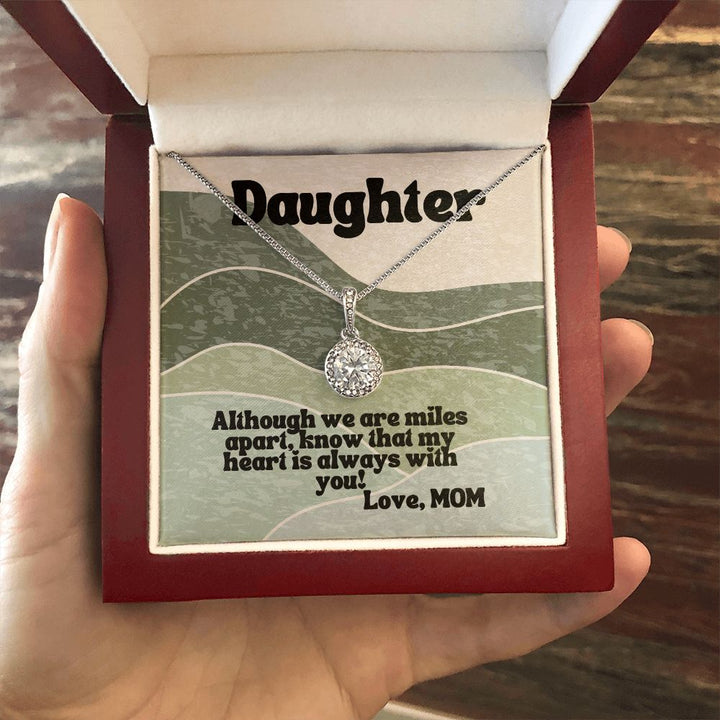 Daughter
Although we are miles
apart, know that my
heart is always with
you!
Love, MOM